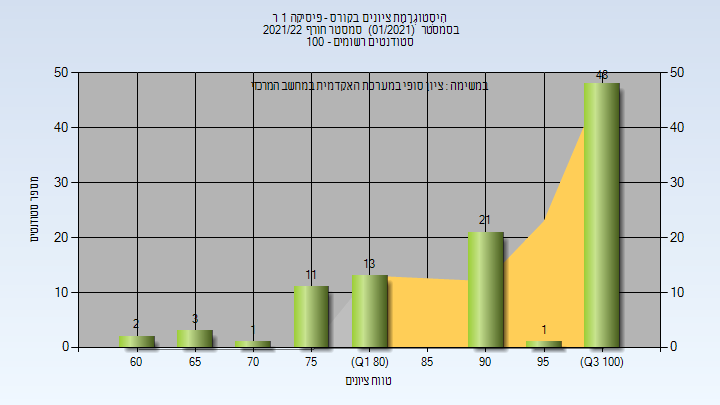 היסטוגרמת ציונים בקורס - פיסיקה 1 ר
בסמסטר (01/2021) סמסטר חורף 2021/22
סטודנטים רשומים - 100
במשימה : ציון סופי במערכת האקדמית במחשב המרכזי
50 50
48
40 40
30 30
מספר סטודנטים
20 20
21
13
11
10 10
2 3 1 1
0 0
60 65 70 75 (Q1 80) 85 90 95 (Q3 100)
טווח ציונים